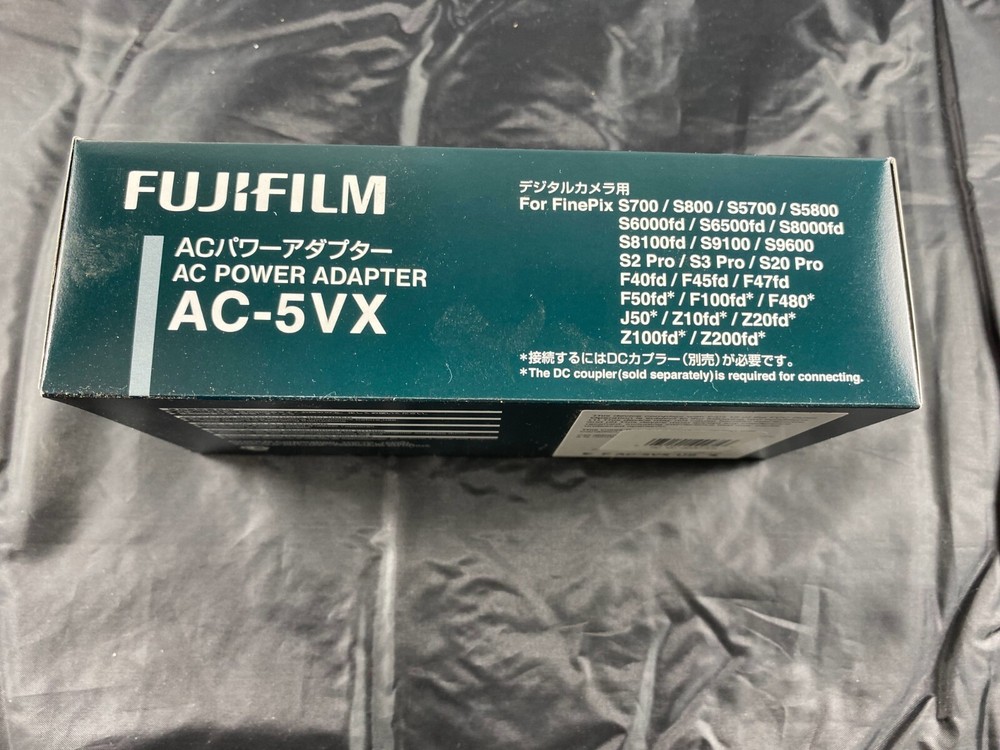 FUJIFILM
ACパワーアダプター
AC POWER ADAPTER
AC-5VX
デジタルカメラ用
For FinePix S700 / S800 / S5700 / S5800
S6000fd / S6500fd / S8000fd
S8100fd / S9100 / S9600
S2 Pro / S3 Pro / S20 Pro
F40fd / F45fd / F47fd
F50fd* / F100fd* / F480*
J50* / Z10fd* / Z20fd*
Z100fd* / Z200fd*
*接続するにはDCカプラー(別売)が必要です。
*The DC coupler(sold separately)is required for connecting.